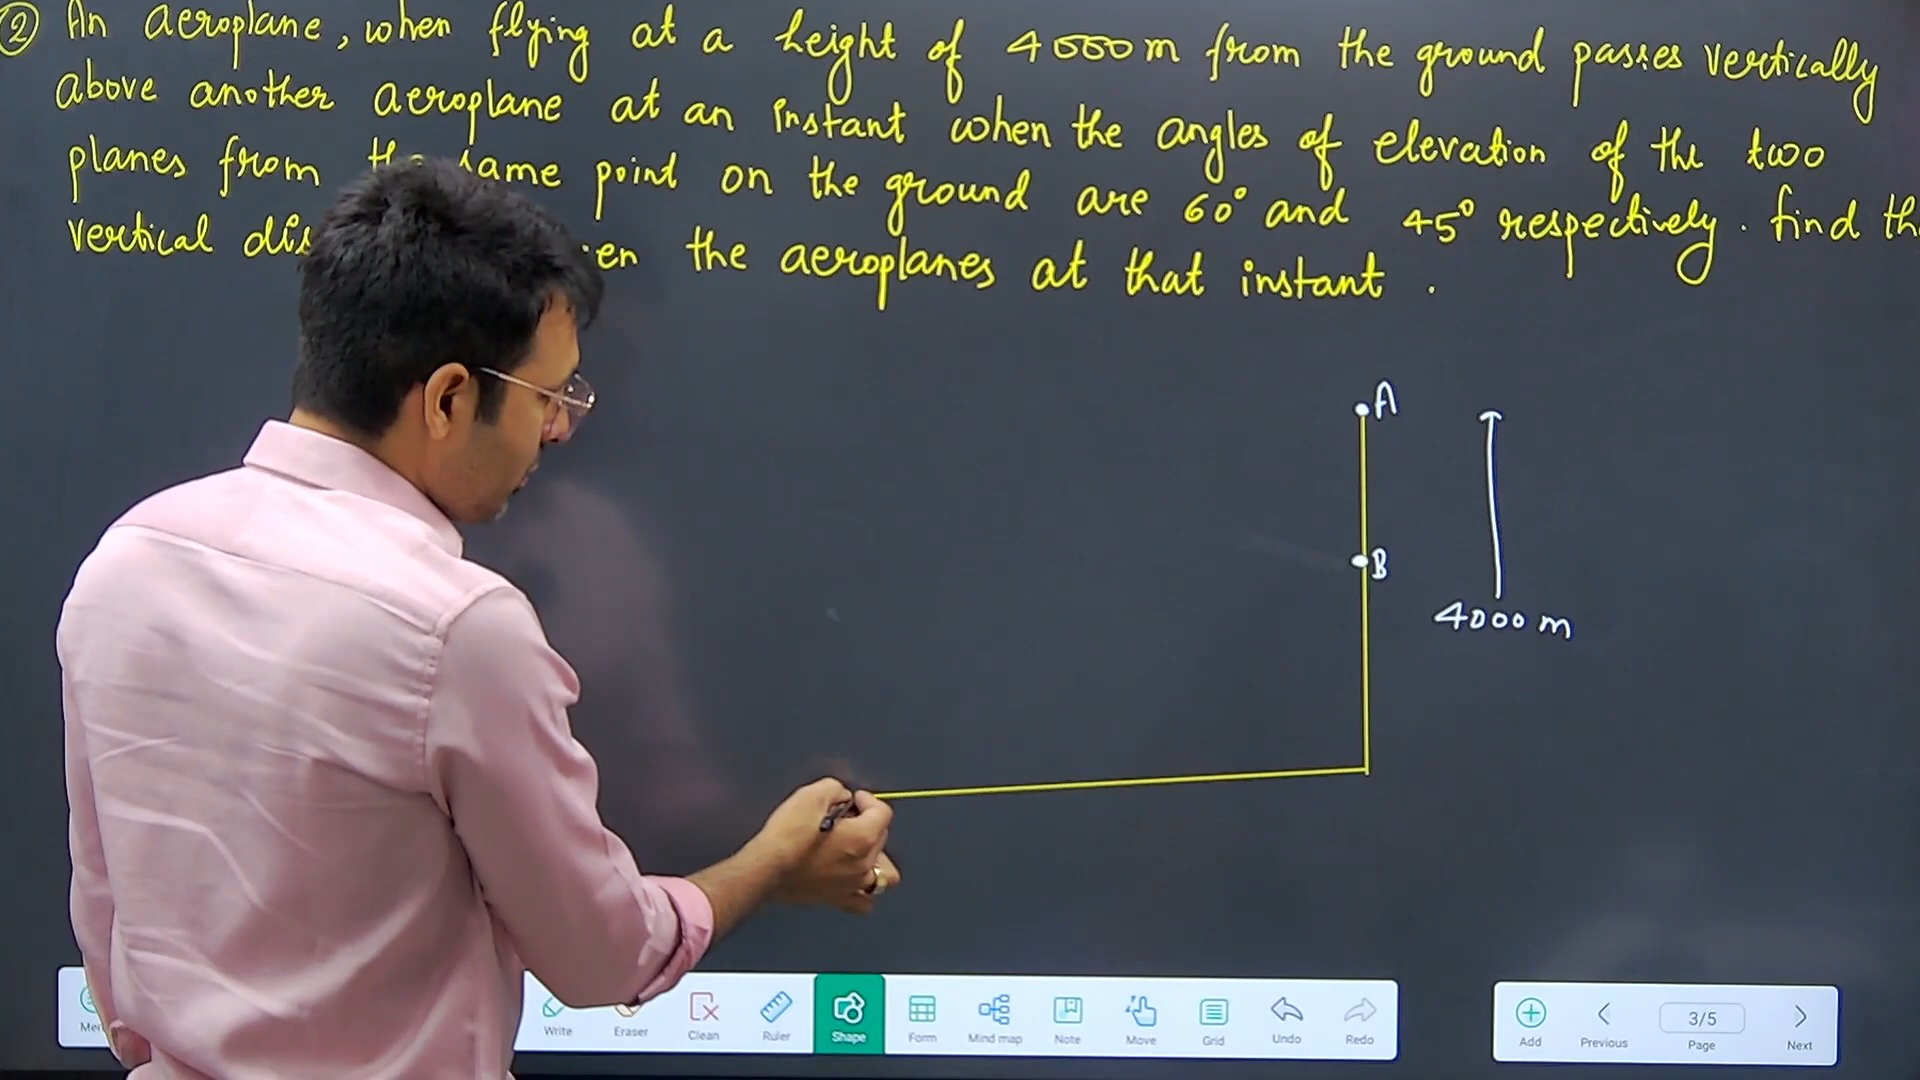 ② An aeroplane, when flying at a height of 4000m from the ground passes vertically
above another aeroplane at an instant when the angles of elevation of the two
planes from the same point on the ground are 60° and 45° respectively. find th
vertical dis en the aeroplanes at that instant.
A
B
4000 m
Write Eraser Clean Ruler Shape Form Mind map Note Move Grid Undo Redo
Add Previous 3/5 Page Next